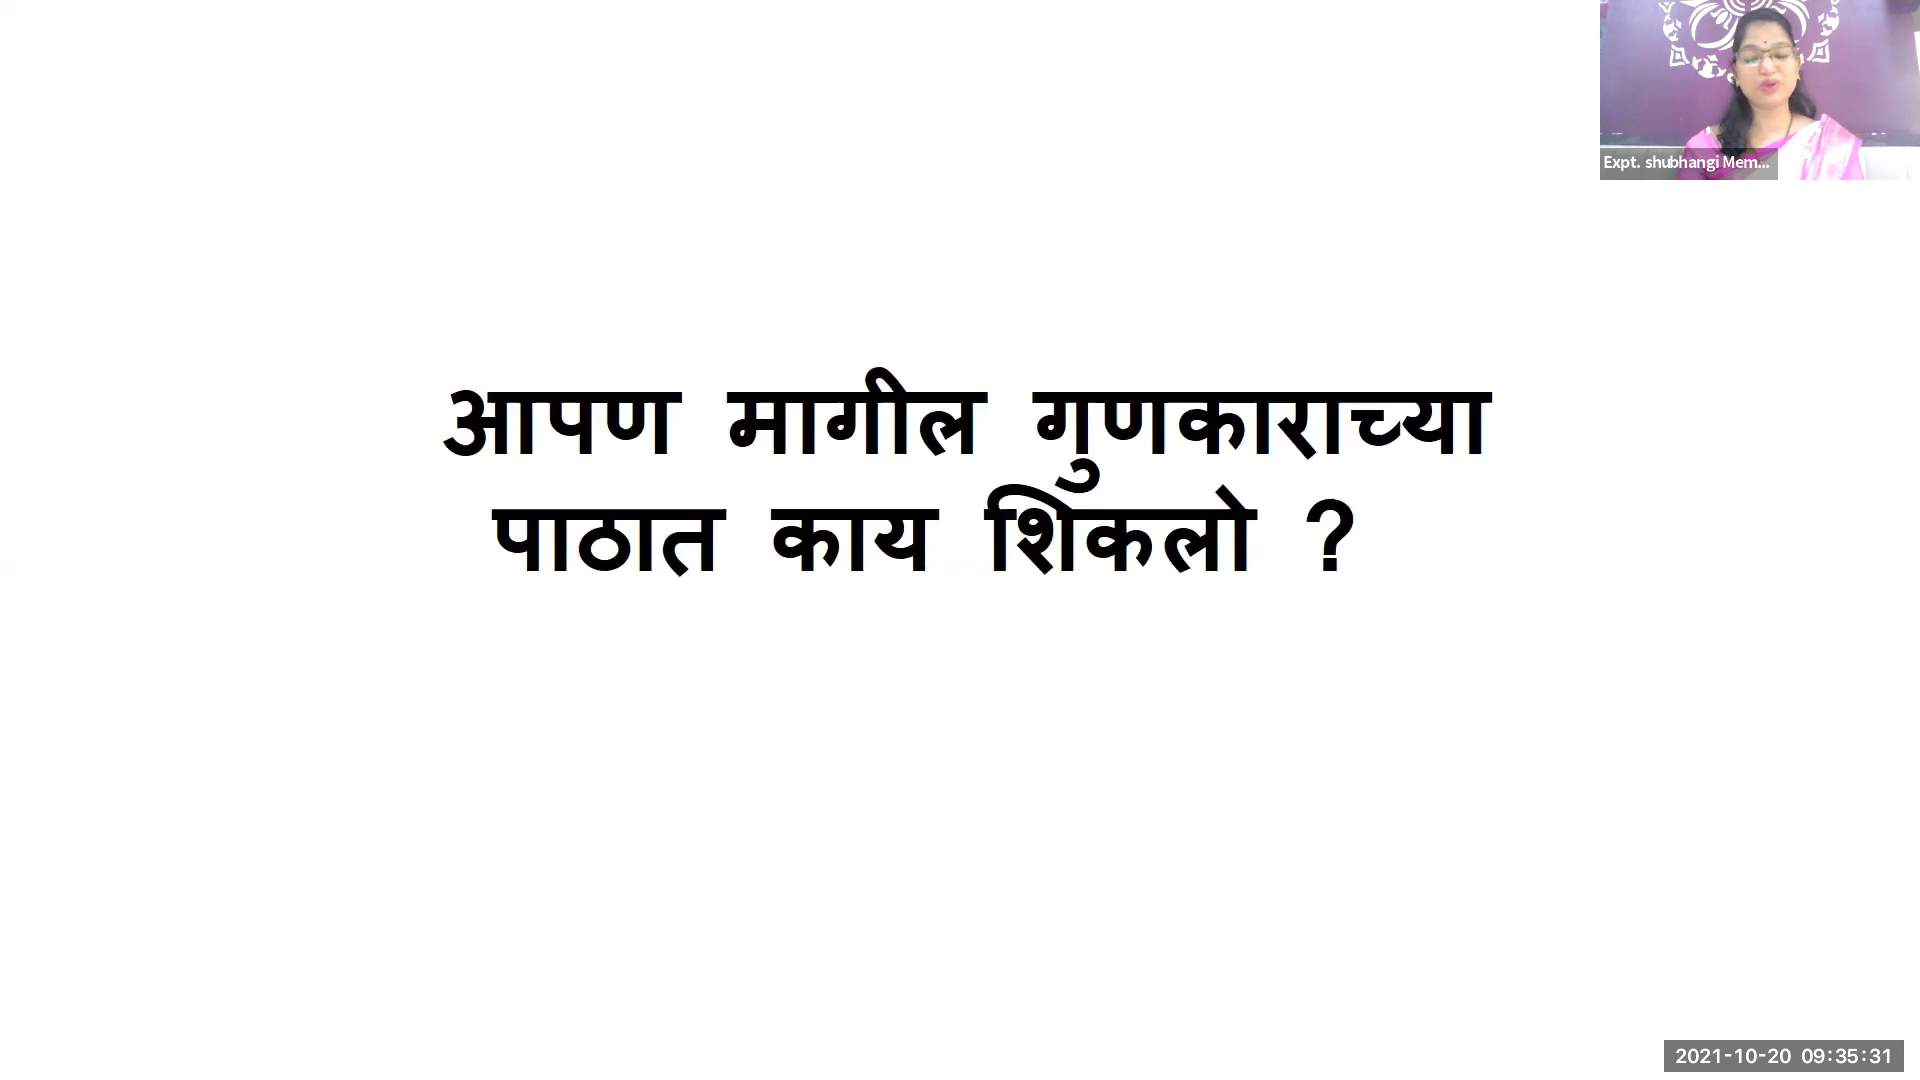 Expt. shubhangi Mem...
आपण मागील गुणकाराच्या
पाठात काय शिकलो ?
2021-10-20 09:35:31